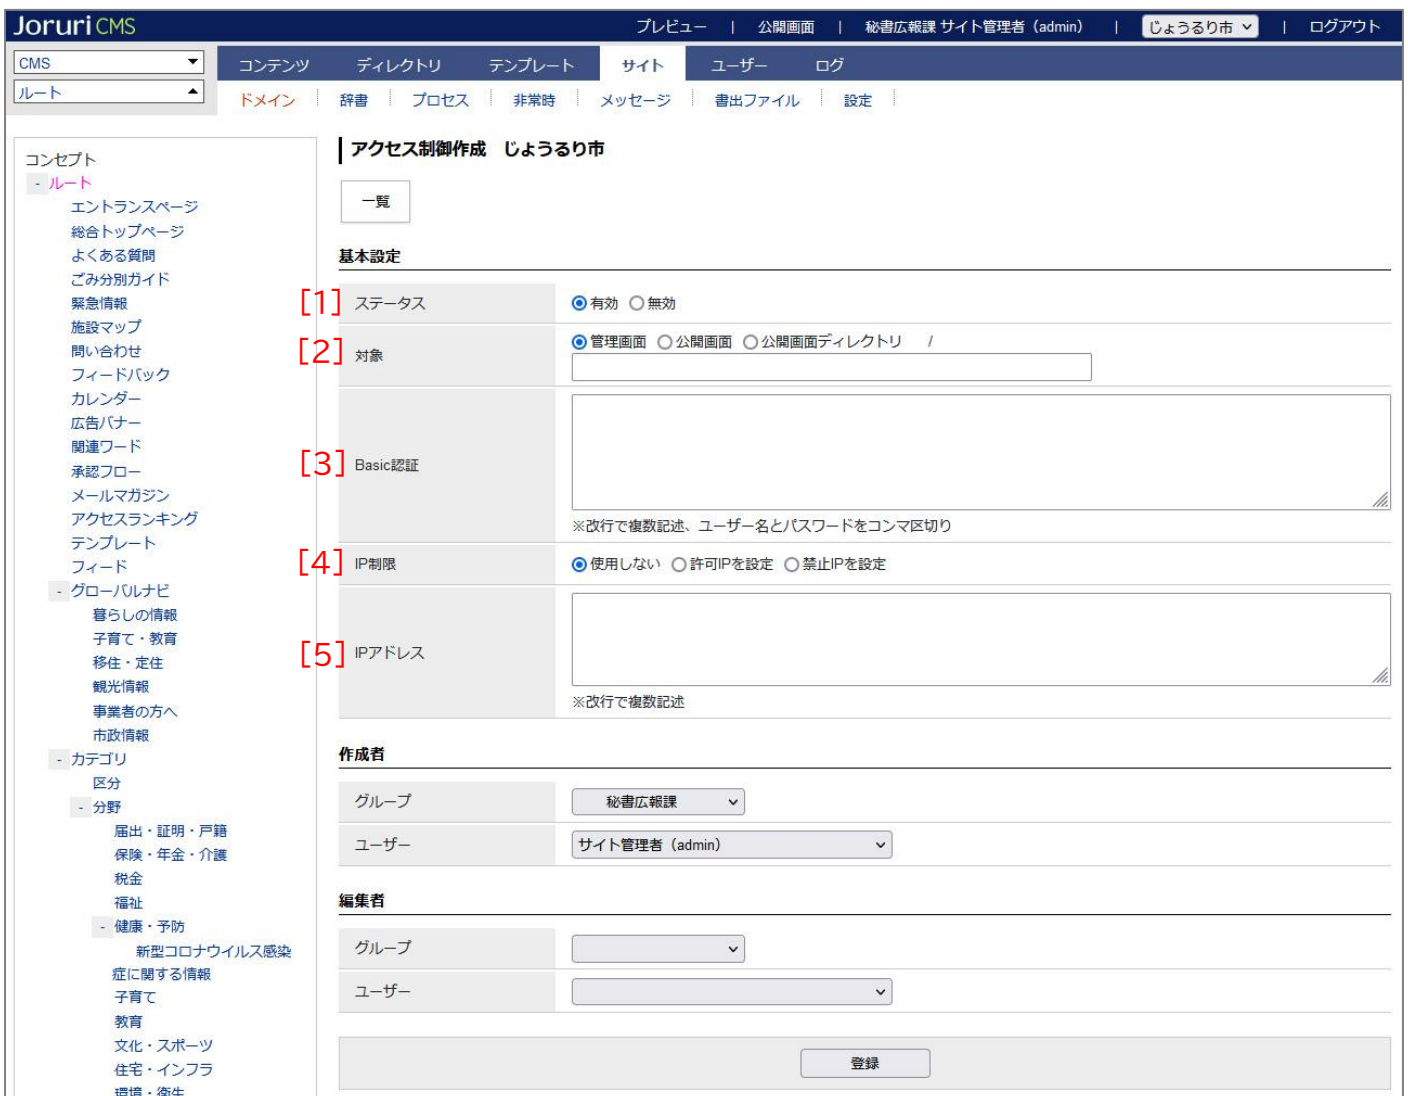 Joruri CMS
プレビュー | 公開画面 | 秘書広報課 サイト管理者（admin） | じょうるり市 | ログアウト
CMS
コンテンツ ディレクトリ テンプレート サイト ユーザー ログ
ルート
ドメイン 辞書 プロセス 非常時 メッセージ 書出ファイル 設定
コンセプト
- ルート
エントランスページ
総合トップページ
よくある質問
ごみ分別ガイド
緊急情報
施設マップ
問い合わせ
フィードバック
カレンダー
広告バナー
関連ワード
承認フロー
メールマガジン
アクセスランキング
テンプレート
フィード
- グローバルナビ
暮らしの情報
子育て・教育
移住・定住
観光情報
事業者の方へ
市政情報
- カテゴリ
区分
- 分野
届出・証明・戸籍
保険・年金・介護
税金
福祉
- 健康・予防
新型コロナウイルス感染
症に関する情報
子育て
教育
文化・スポーツ
住宅・インフラ
環境・衛生
アクセス制御作成 じょうるり市
一覧
基本設定
[1] ステータス 有効 無効
[2] 対象 管理画面 公開画面 公開画面ディレクトリ /
[3] Basic認証
※改行で複数記述、ユーザー名とパスワードをコンマ区切り
[4] IP制限 使用しない 許可IPを設定 禁止IPを設定
[5] IPアドレス
※改行で複数記述
作成者
グループ 秘書広報課
ユーザー サイト管理者（admin）
編集者
グループ
ユーザー
登録